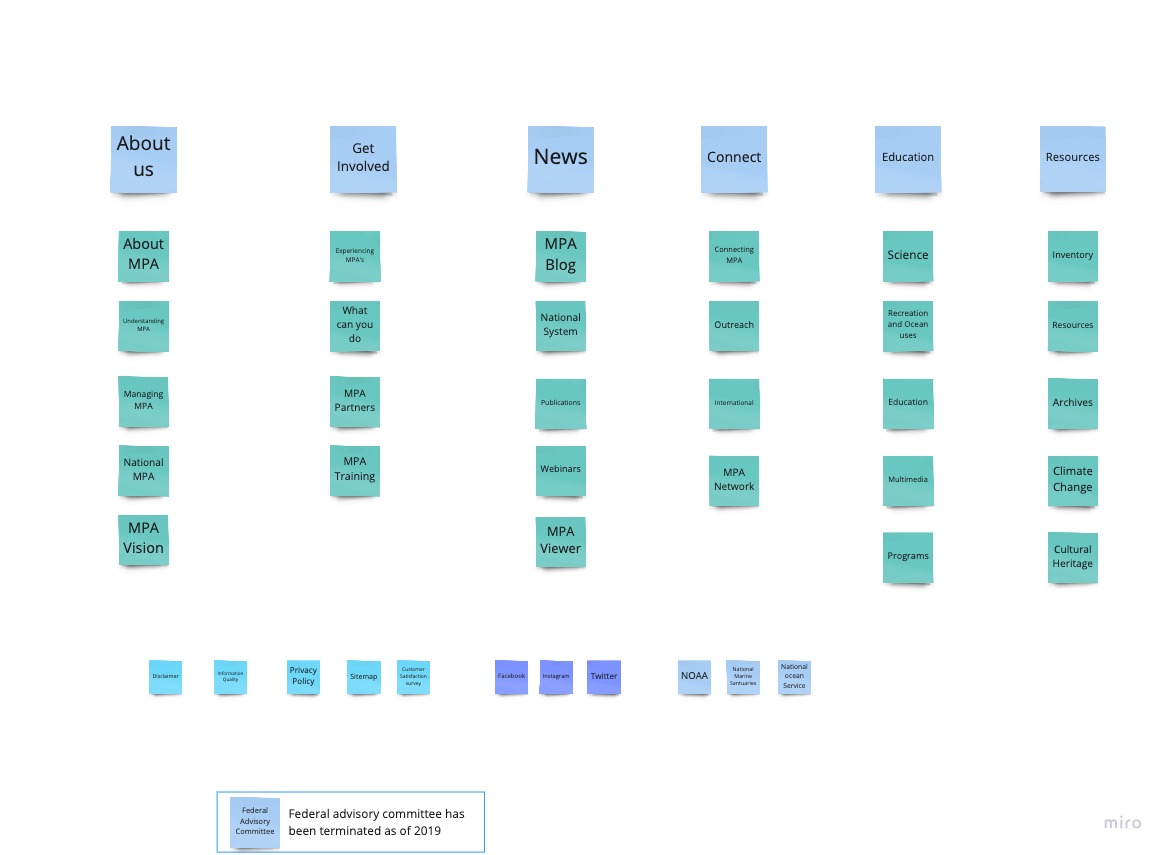 About
us
Get
Involved
News
Connect
Education
Resources
About
MPA
Experiencing
MPA's
MPA
Blog
Connecting
MPA
Science
Inventory
Understanding
MPA
What
can you
do
National
System
Outreach
Recreation
and Ocean
uses
Resources
Managing
MPA
MPA
Partners
Publications
International
Education
Archives
National
MPA
MPA
Training
Webinars
MPA
Network
Multimedia
Climate
Change
MPA
Vision
MPA
Viewer
Programs
Cultural
Heritage
Disclaimer
Information
Quality
Privacy
Policy
Sitemap
Customer
Satisfaction
survey
Facebook
Instagram
Twitter
NOAA
National
Marine
Santuaries
National
ocean
Service
Federal
Advisory
Committee
Federal advisory committee has
been terminated as of 2019
miro